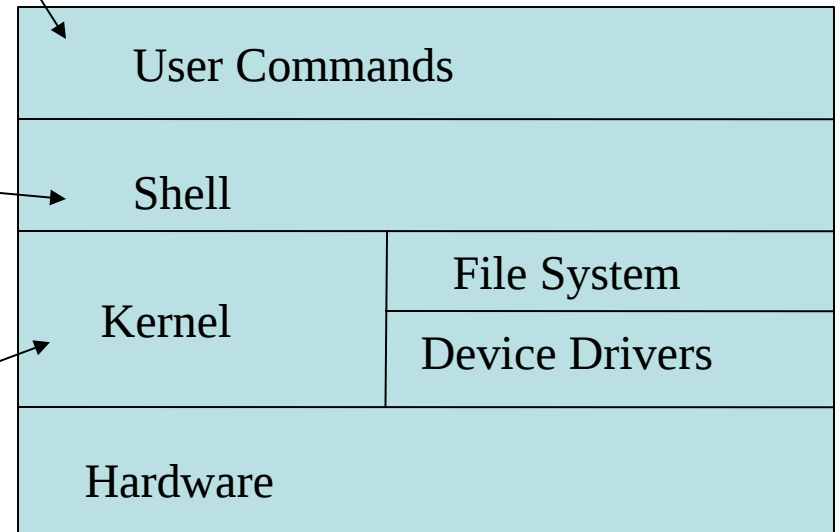 User Commands
Shell
File System
Kernel
Device Drivers
Hardware